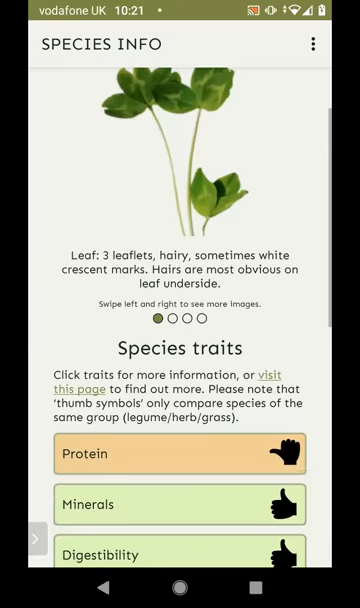 vodafone UK 10:21
SPECIES INFO
Leaf: 3 leaflets, hairy, sometimes white
crescent marks. Hairs are most obvious on
leaf underside.
Swipe left and right to see more images.
Species traits
Click traits for more information, or visit
this page to find out more. Please note that
‘thumb symbols’ only compare species of the
same group (legume/herb/grass).
Protein
Minerals
Digestibility